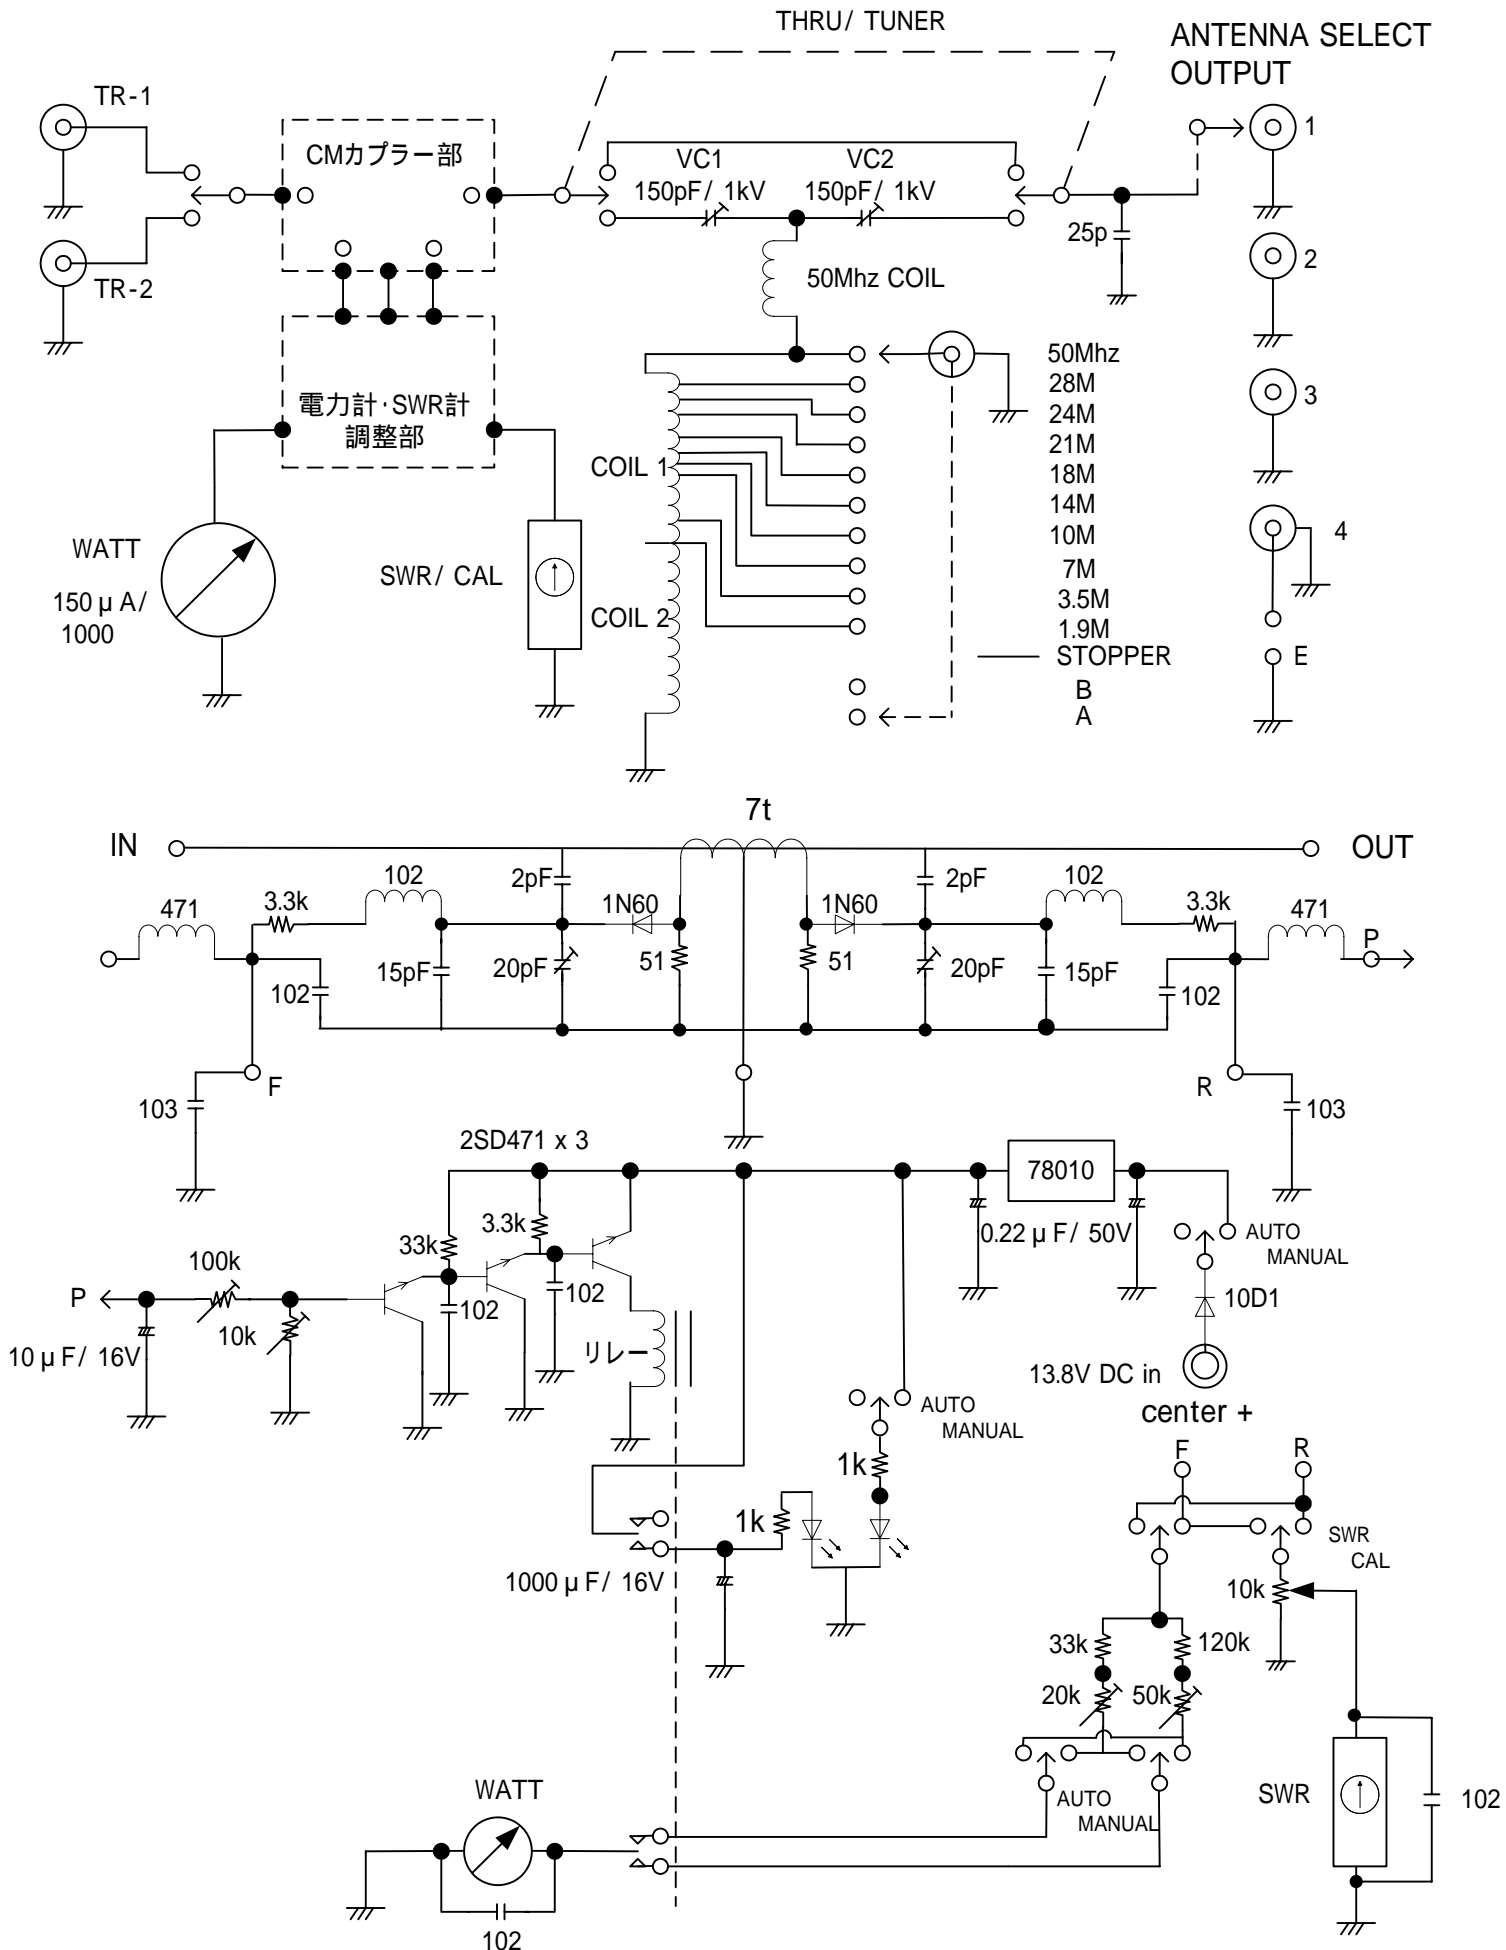 THRU/ TUNER
ANTENNA SELECT
OUTPUT
TR-1
CMカプラー部
VC1
150pF/ 1kV
VC2
150pF/ 1kV
1
25p
TR-2
50Mhz COIL
2
電力計・SWR計
調整部
50Mhz
28M
24M
21M
18M
14M
10M
7M
3.5M
1.9M
STOPPER
B
A
3
COIL 1
4
WATT
150μA/
1000
SWR/ CAL
COIL 2
E
7t
IN
OUT
471
3.3k
102
2pF
1N60
1N60
2pF
102
3.3k
471
P
102
15pF
20pF
51
51
20pF
15pF
102
F
R
103
103
2SD471 x 3
78010
33k
3.3k
0.22μF/ 50V
AUTO
MANUAL
P
100k
10k
102
102
10D1
10μF/ 16V
リレー
13.8V DC in
center +
AUTO
MANUAL
1k
F
R
1k
SWR
CAL
1000μF/ 16V
10k
33k
120k
20k
50k
WATT
AUTO
MANUAL
SWR
102
102